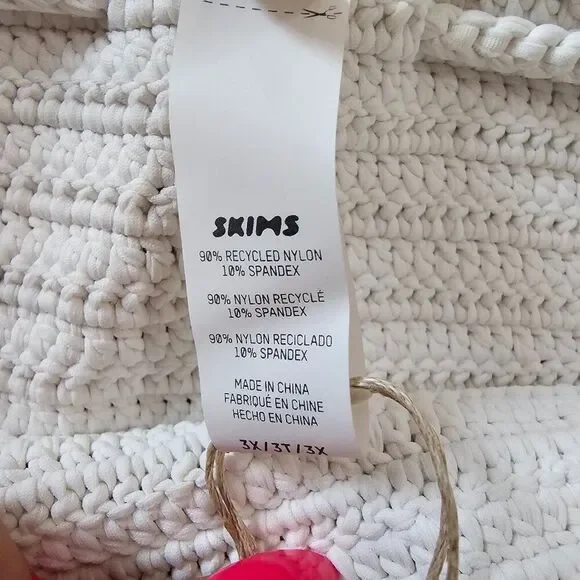 SKIMS
90% RECYCLED NYLON
10% SPANDEX
90% NYLON RECYCLÉ
10% SPANDEX
90% NYLON RECICLADO
10% SPANDEX
MADE IN CHINA
FABRIQUÉ EN CHINE
HECHO EN CHINA
3X/3T/3X